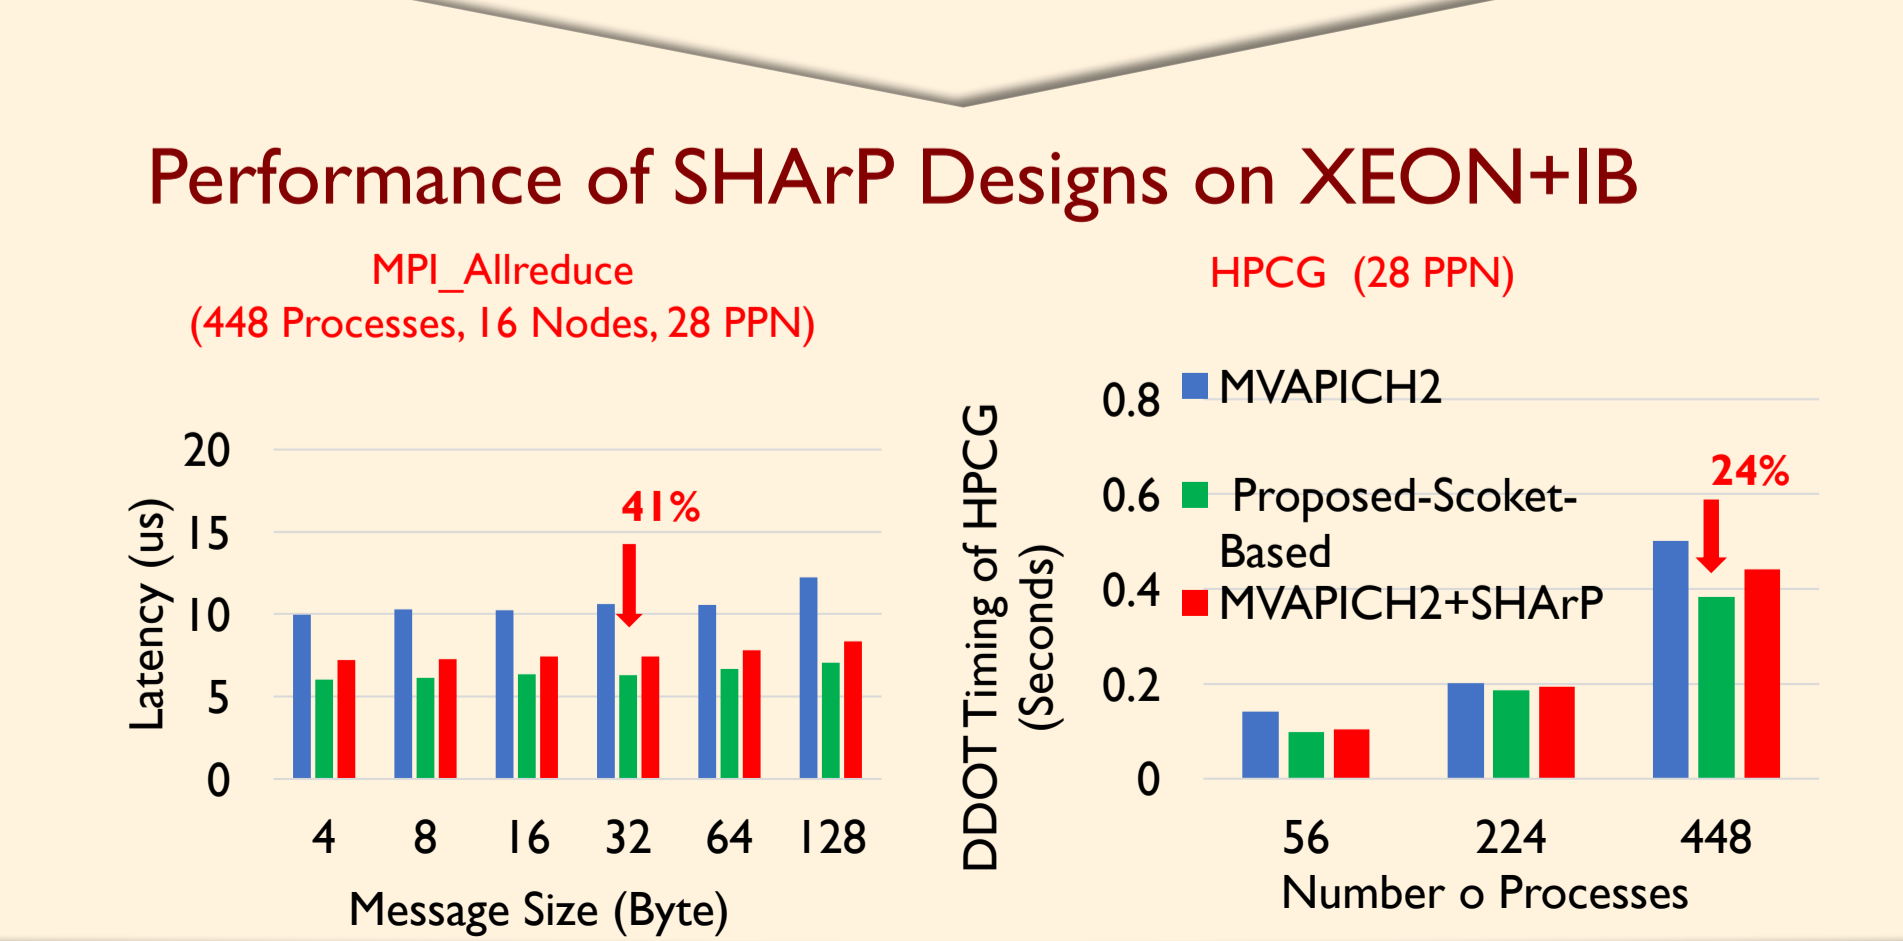 Performance of SHArP Designs on XEON+IB
MPI_Allreduce
(448 Processes, 16 Nodes, 28 PPN)
Latency (us)
20
15
10
5
0
41%
4 8 16 32 64 128
Message Size (Byte)
HPCG (28 PPN)
DDOT Timing of HPCG
(Seconds)
0.8
0.6
0.4
0.2
0
MVAPICH2
Proposed-Scoket-
Based
MVAPICH2+SHArP
24%
56 224 448
Number o Processes